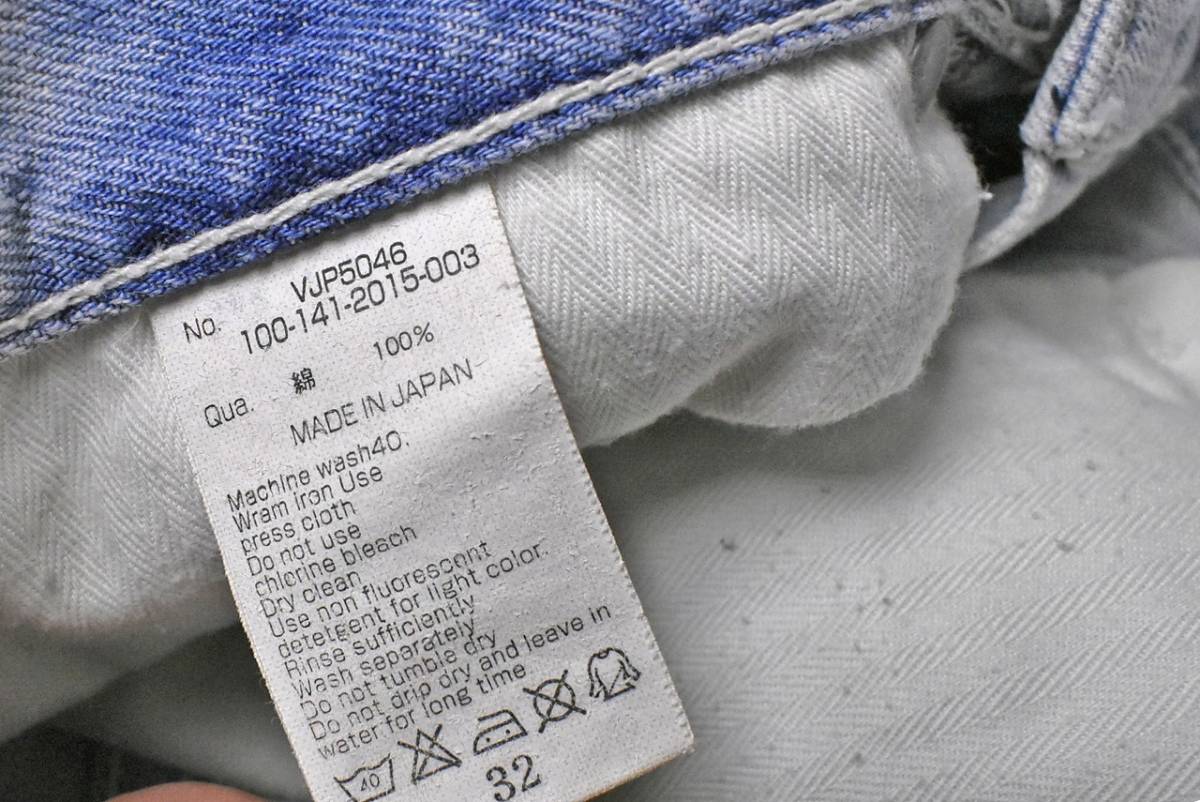 No. VJP5046
100-141-2015-003
Qua. 綿 100%
MADE IN JAPAN
Machine wash40.
Wram iron Use
press cloth
Do not use
chlorine bleach
Dry clean
Use non fluorescent
detetgent for light color.
Rinse sufficiently
Wash separately
Do not tumble dry
Do not drip dry and leave in
water for long time
40
32